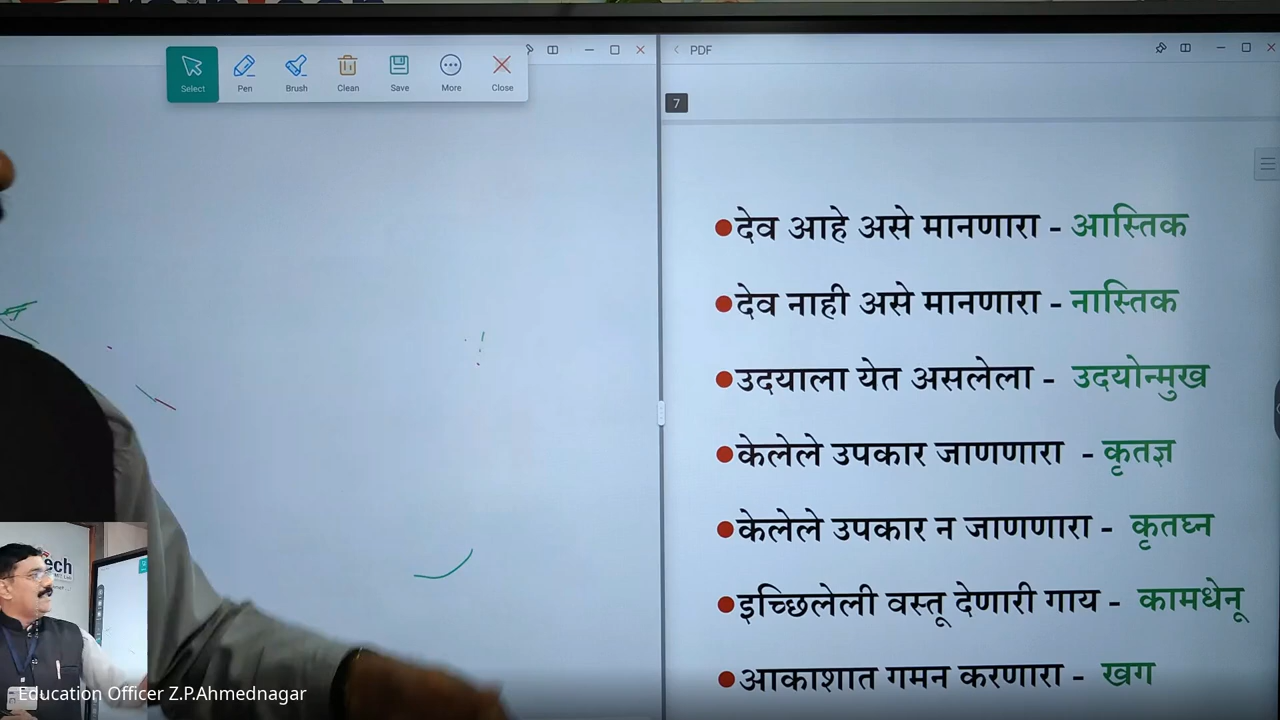 Select Pen Brush Clean Save More Close
PDF
7
●देव आहे असे मानणारा - आस्तिक
●देव नाही असे मानणारा - नास्तिक
●उदयाला येत असलेला - उदयोन्मुख
●केलेले उपकार जाणणारा - कृतज्ञ
●केलेले उपकार न जाणणारा - कृतघ्न
●इच्छिलेली वस्तू देणारी गाय - कामधेनू
●आकाशात गमन करणारा - खग
ech
Education Officer Z.P.Ahmednagar